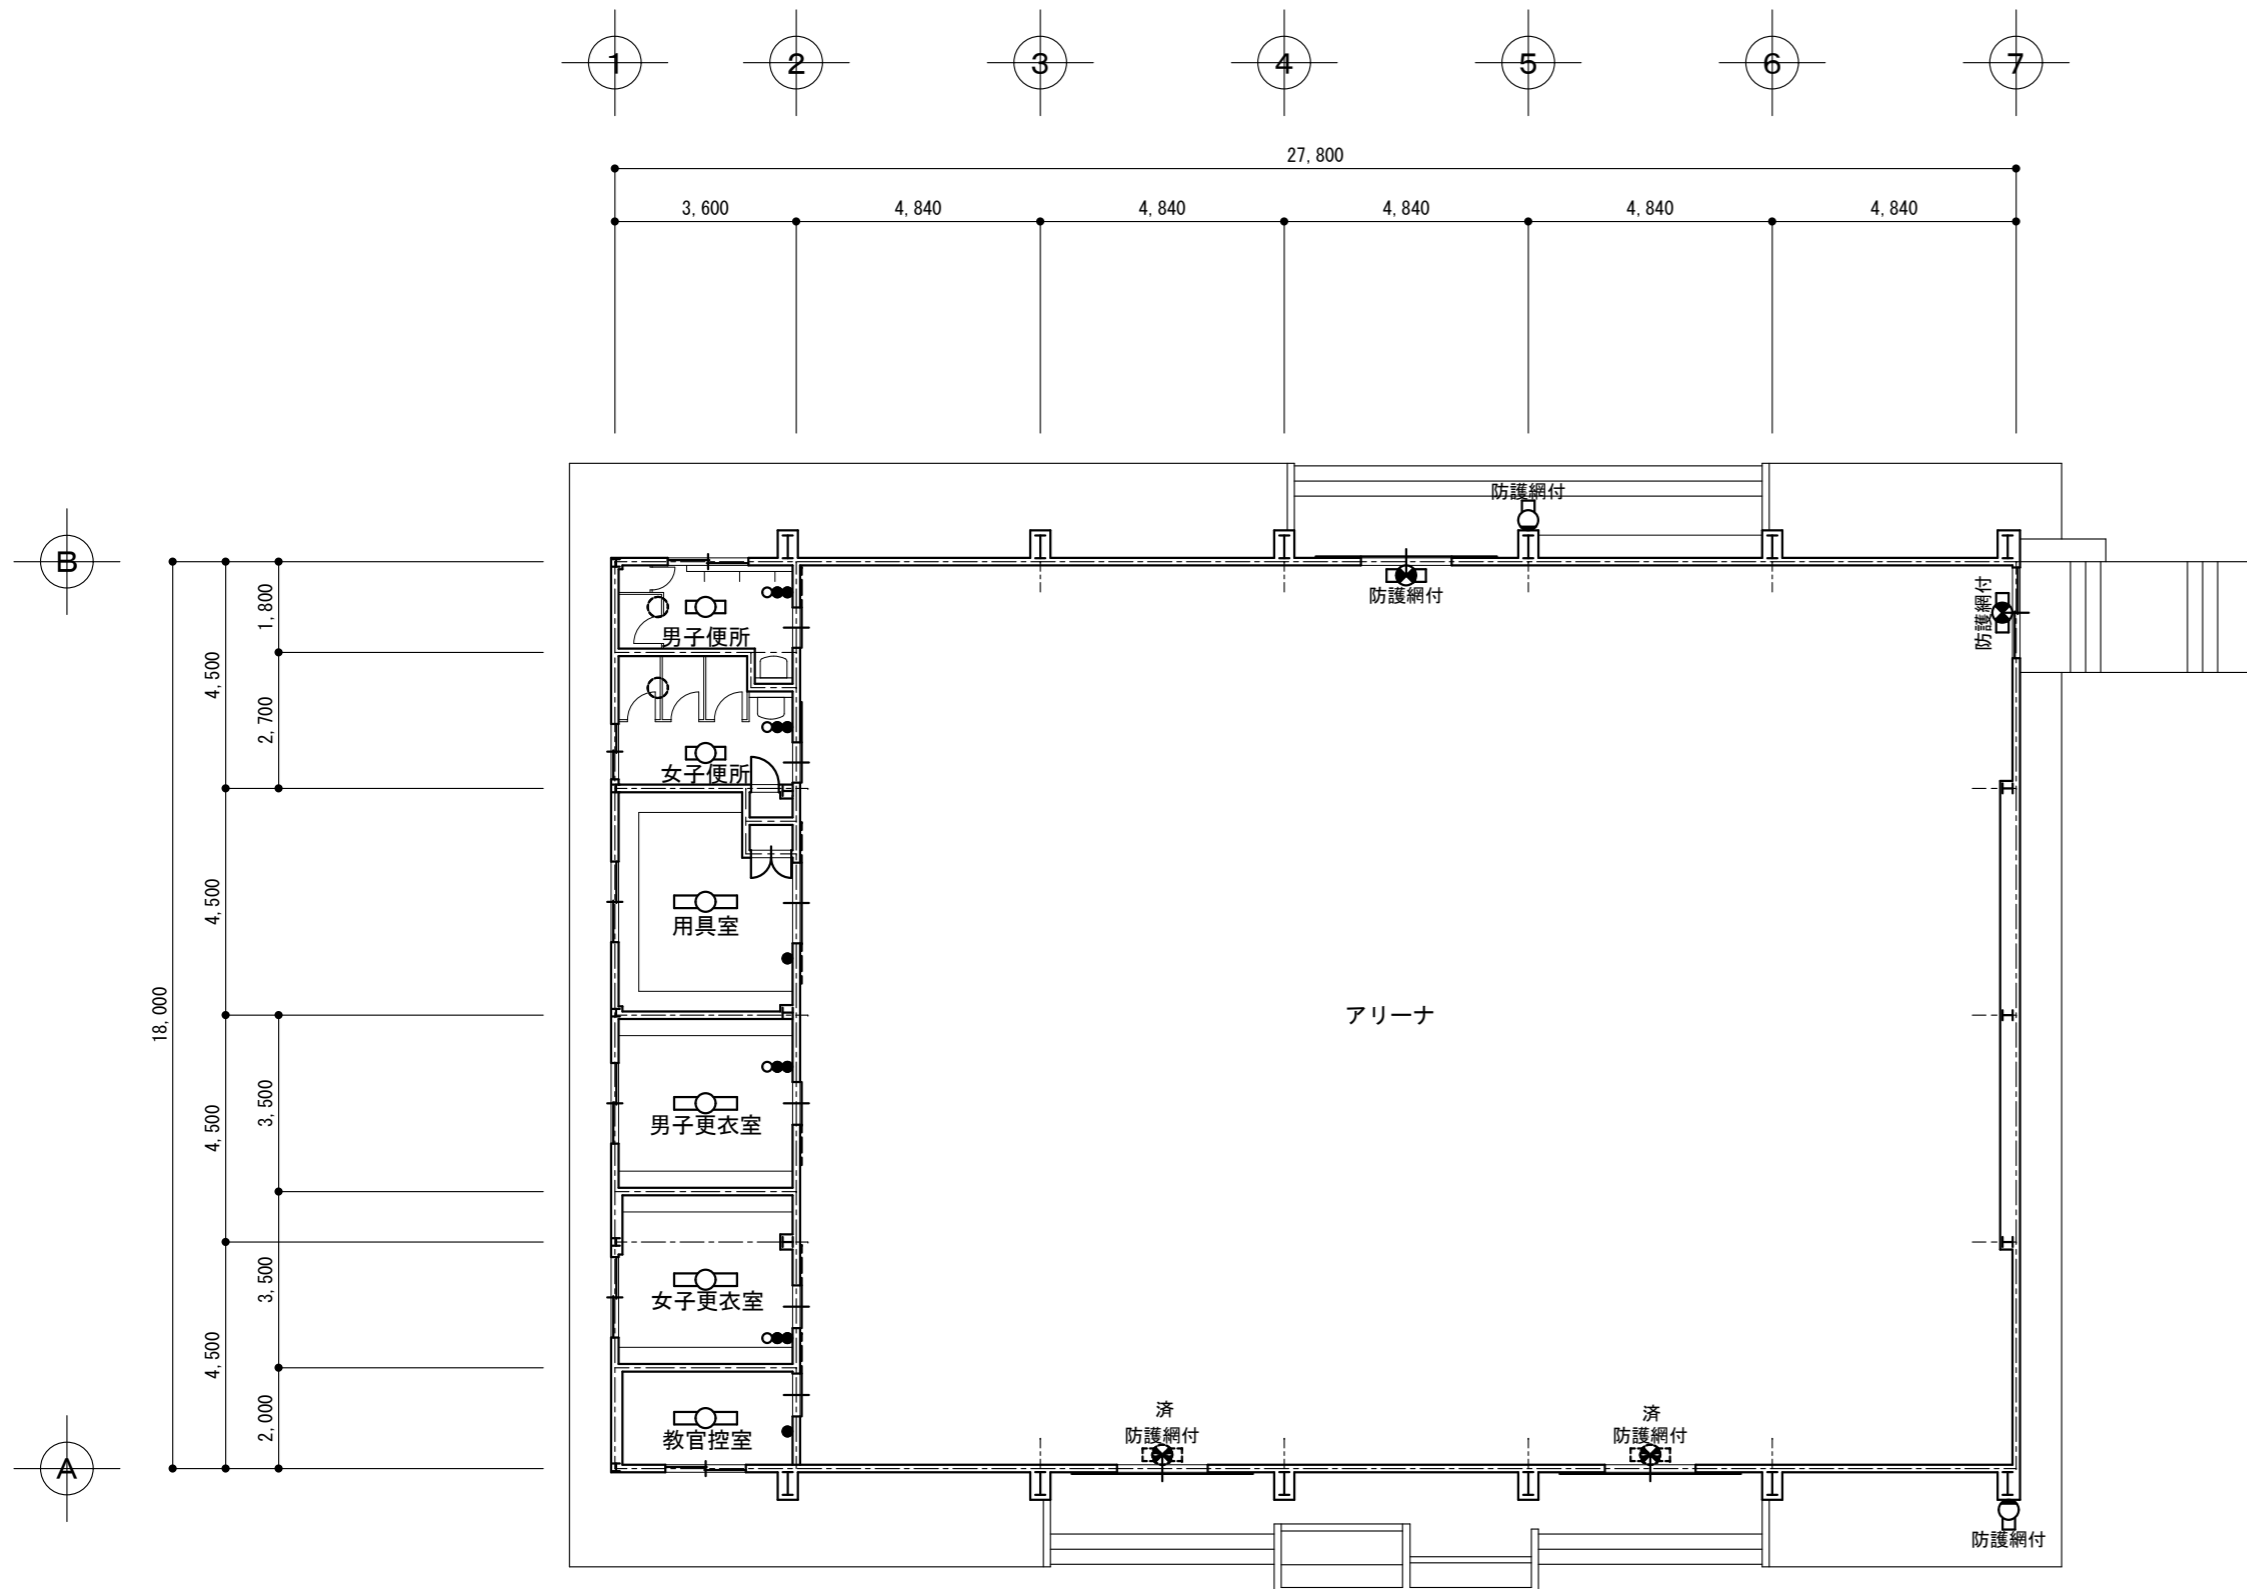 1 2 3 4 5 6 7
27,800
3,600 4,840 4,840 4,840 4,840 4,840
防護網付
B
防護網付
防護網付
1,800
男子便所
4,500
2,700
女子便所
4,500
用具室
18,000
アリーナ
3,500
4,500
男子更衣室
3,500
女子更衣室
4,500
2,000
済
防護網付
済
防護網付
教官控室
A
防護網付